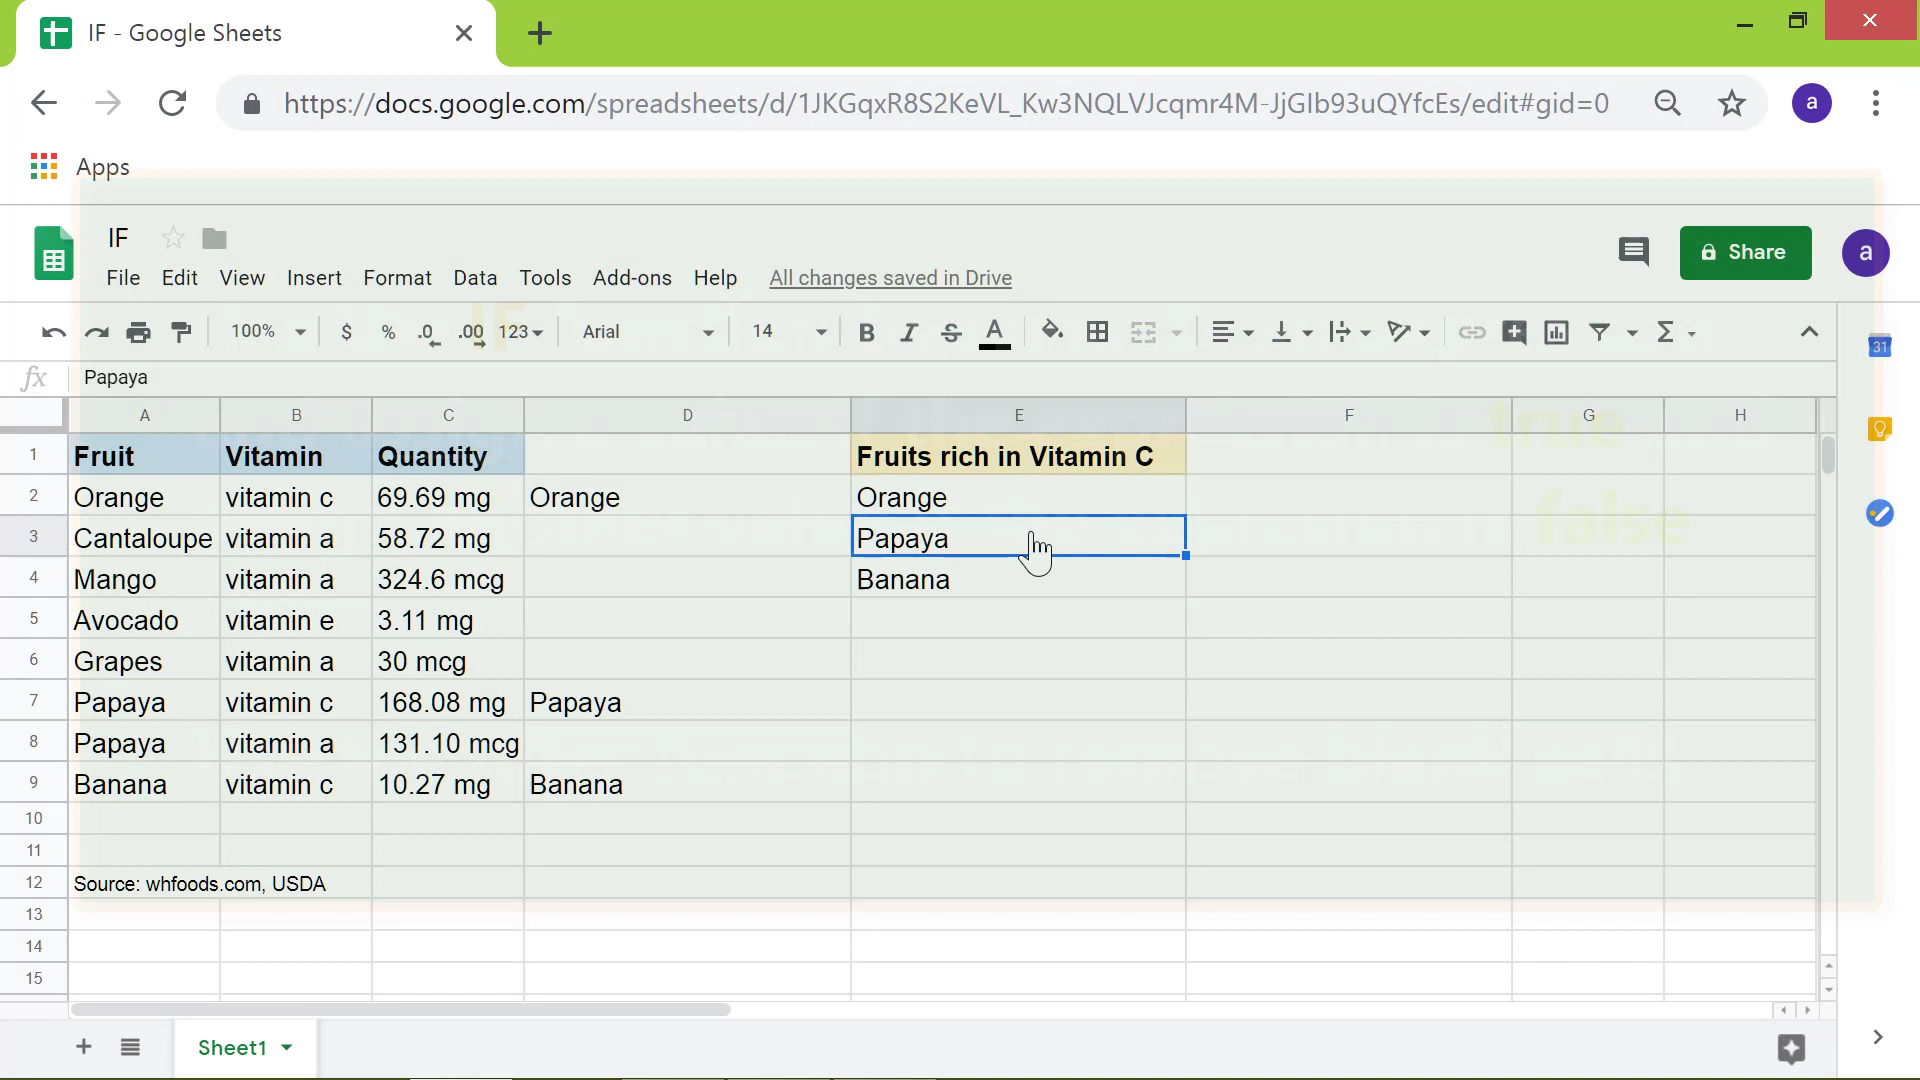 IF - Google Sheets
https://docs.google.com/spreadsheets/d/1JKGqxR8S2KeVL_Kw3NQLVJcqmr4M-JjGIb93uQYfcEs/edit#gid=0
a
Apps
IF
Share
a
File Edit View Insert Format Data Tools Add-ons Help All changes saved in Drive
IF
100% $ % .0 .00 123 Arial 14 B I S A Σ
31
fx Papaya
A B C D E F G H
true
1 Fruit Vitamin Quantity Fruits rich in Vitamin C
2 Orange vitamin c 69.69 mg Orange Orange
false
3 Cantaloupe vitamin a 58.72 mg Papaya
4 Mango vitamin a 324.6 mcg Banana
5 Avocado vitamin e 3.11 mg
6 Grapes vitamin a 30 mcg
7 Papaya vitamin c 168.08 mg Papaya
8 Papaya vitamin a 131.10 mcg
9 Banana vitamin c 10.27 mg Banana
10
11
12 Source: whfoods.com, USDA
13
14
15
Sheet1